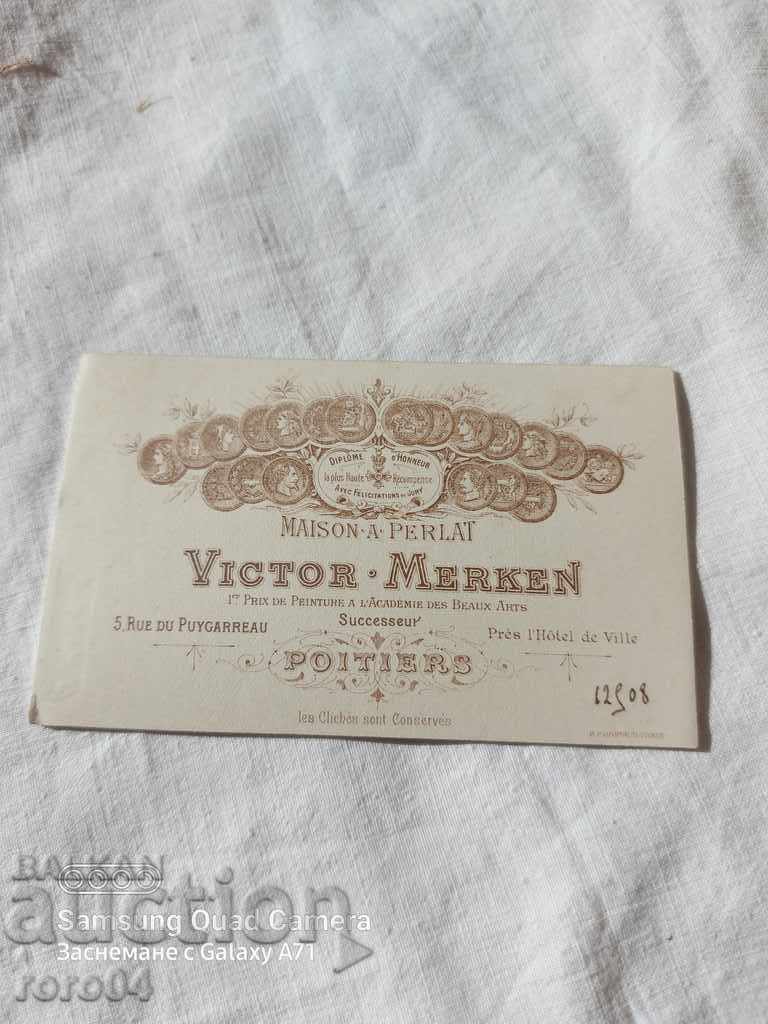 DIPLÔME D'HONNEUR
la plus Haute Récompense
AVEC FÉLICITATIONS DU JURY
MAISON·A·PERLAT
VICTOR·MERKEN
1er PRIX DE PEINTURE A L'ACADEMIE DES BEAUX ARTS
Successeur
5, RUE DU PUYGARREAU
Près l'Hôtel de Ville
POITIERS
12508
les Clichés sont Conservés
BALKAN
auction
Samsung Quad Camera
Заснемане с Galaxy A71
roro04